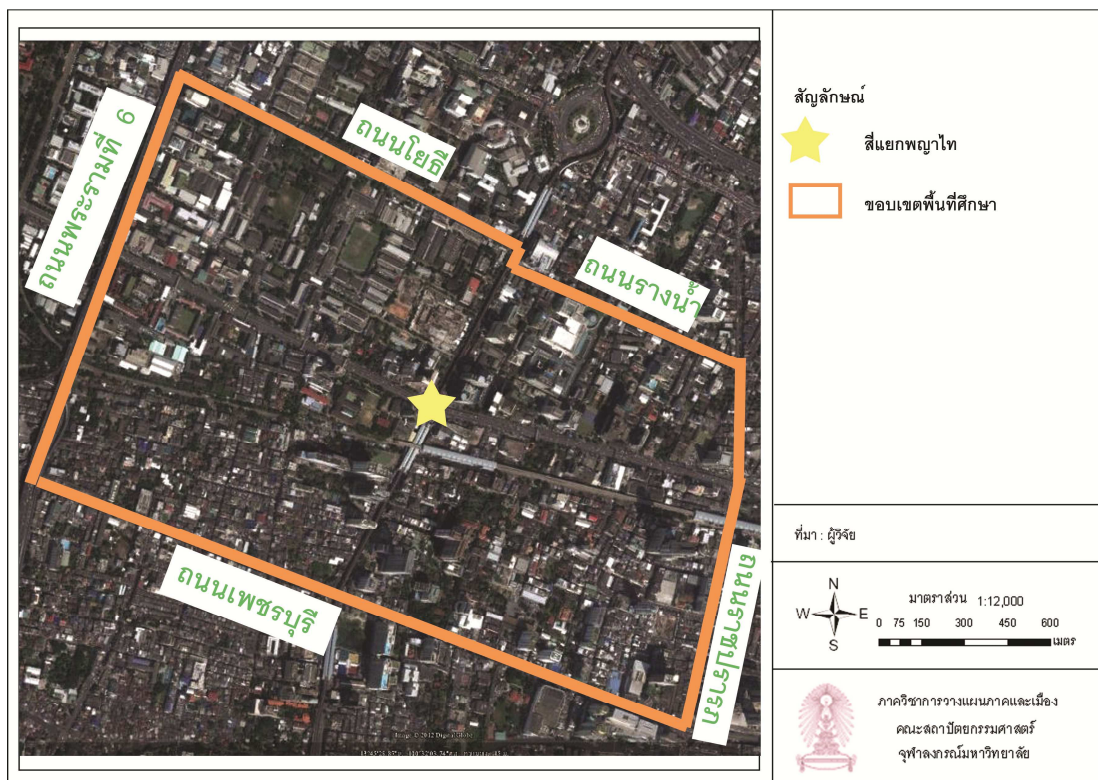 ถนนพระรามที่ 6
ถนนโยธี
ถนนรางน้ำ
ถนนเพชรบุรี
ถนนราชปรารภ
สัญลักษณ์
สี่แยกพญาไท
ขอบเขตพื้นที่ศึกษา
ที่มา : ผู้วิจัย
N
W E
S
มาตราส่วน 1:12,000
0 75 150 300 450 600
เมตร
ภาควิชาการวางแผนภาคและเมือง
คณะสถาปัตยกรรมศาสตร์
จุฬาลงกรณ์มหาวิทยาลัย
Image © 2012 DigitalGlobe